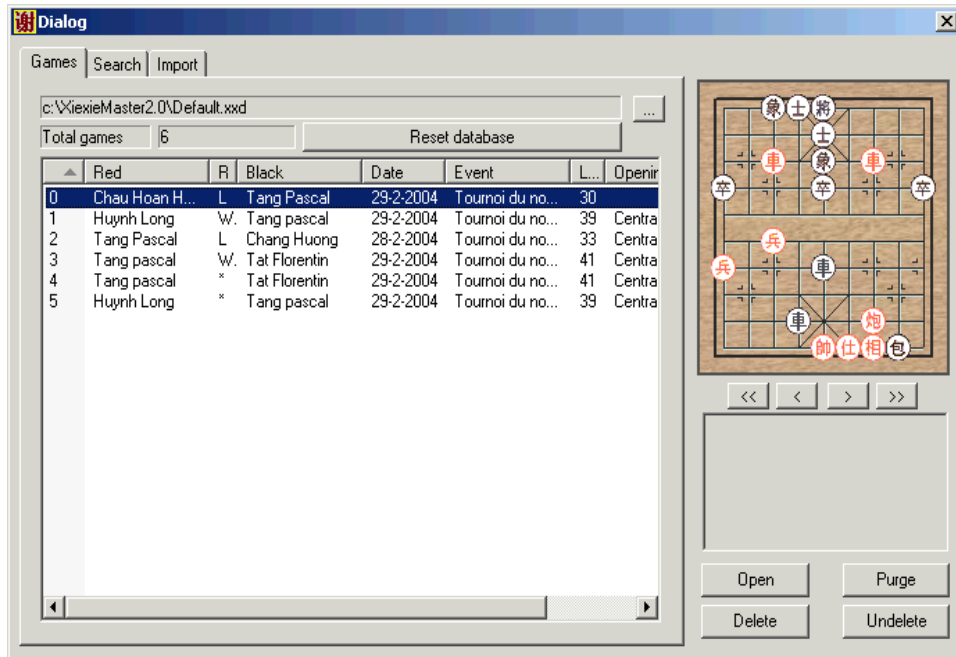 谢 Dialog
Games Search Import
c:\XiexieMaster2.0\Default.xxd ...
Total games 6 Reset database
Red R Black Date Event L... Openir
0 Chau Hoan H... L Tang Pascal 29-2-2004 Tournoi du no... 30
1 Huynh Long W. Tang pascal 29-2-2004 Tournoi du no... 39 Centra
2 Tang Pascal L Chang Huong 28-2-2004 Tournoi du no... 33 Centra
3 Tang pascal W. Tat Florentin 29-2-2004 Tournoi du no... 41 Centra
4 Tang pascal * Tat Florentin 29-2-2004 Tournoi du no... 41 Centra
5 Huynh Long * Tang pascal 29-2-2004 Tournoi du no... 39 Centra
象 士 將
士
車 象 車
卒 卒 卒
兵
兵 車
車 炮
帥 仕 相 包
<< < > >>
Open Purge
Delete Undelete